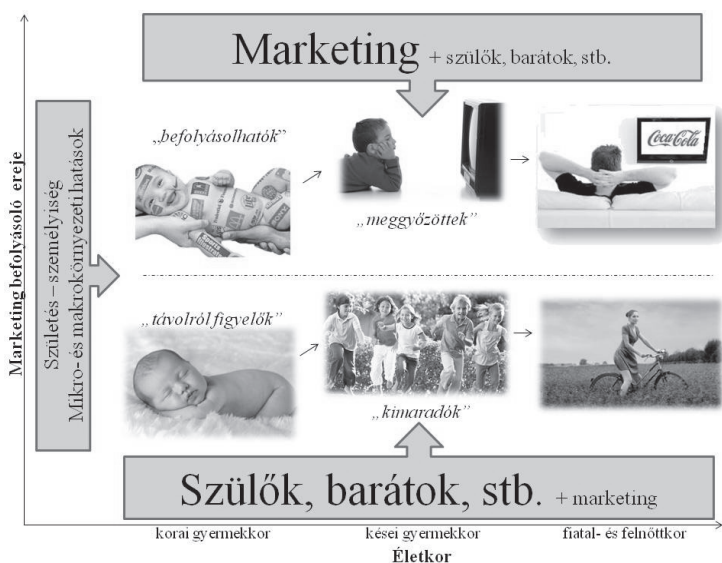 Marketing + szülők, barátok, stb.
Marketing befolyásoló ereje
Születés – személyiség
Mikro- és makrokörnyezeti hatások
„befolyásolhatók”
„meggyőzöttek”
Coca-Cola
„távolról figyelők”
„kimaradók”
Szülők, barátok, stb. + marketing
korai gyermekkor
kései gyermekkor
fiatal- és felnőttkor
Életkor